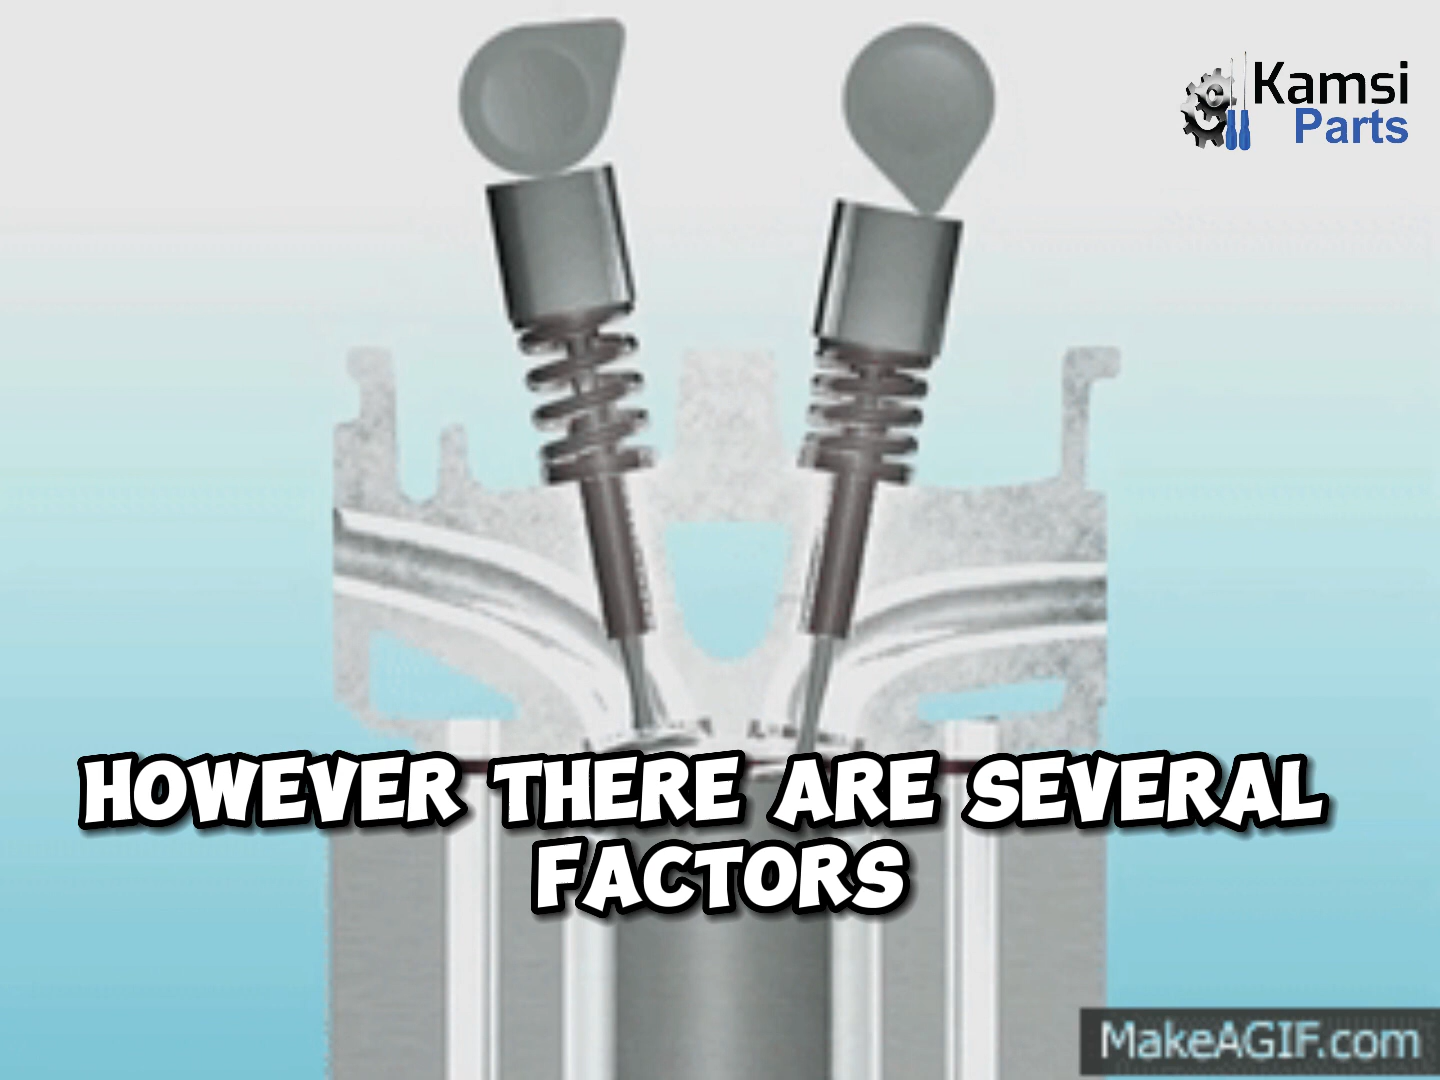 Kamsi
Parts
HOWEVER THERE ARE SEVERAL
FACTORS
MakeAGIF.com